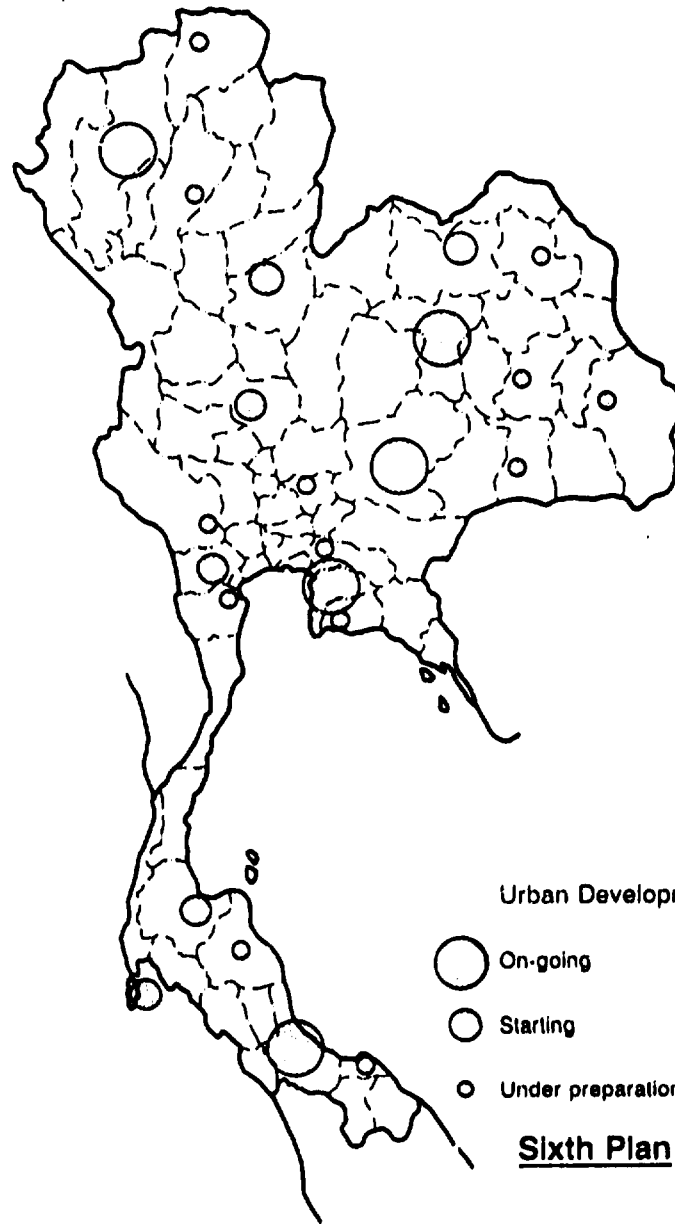 Urban Develop
On-going
Starting
Under preparation
Sixth Plan